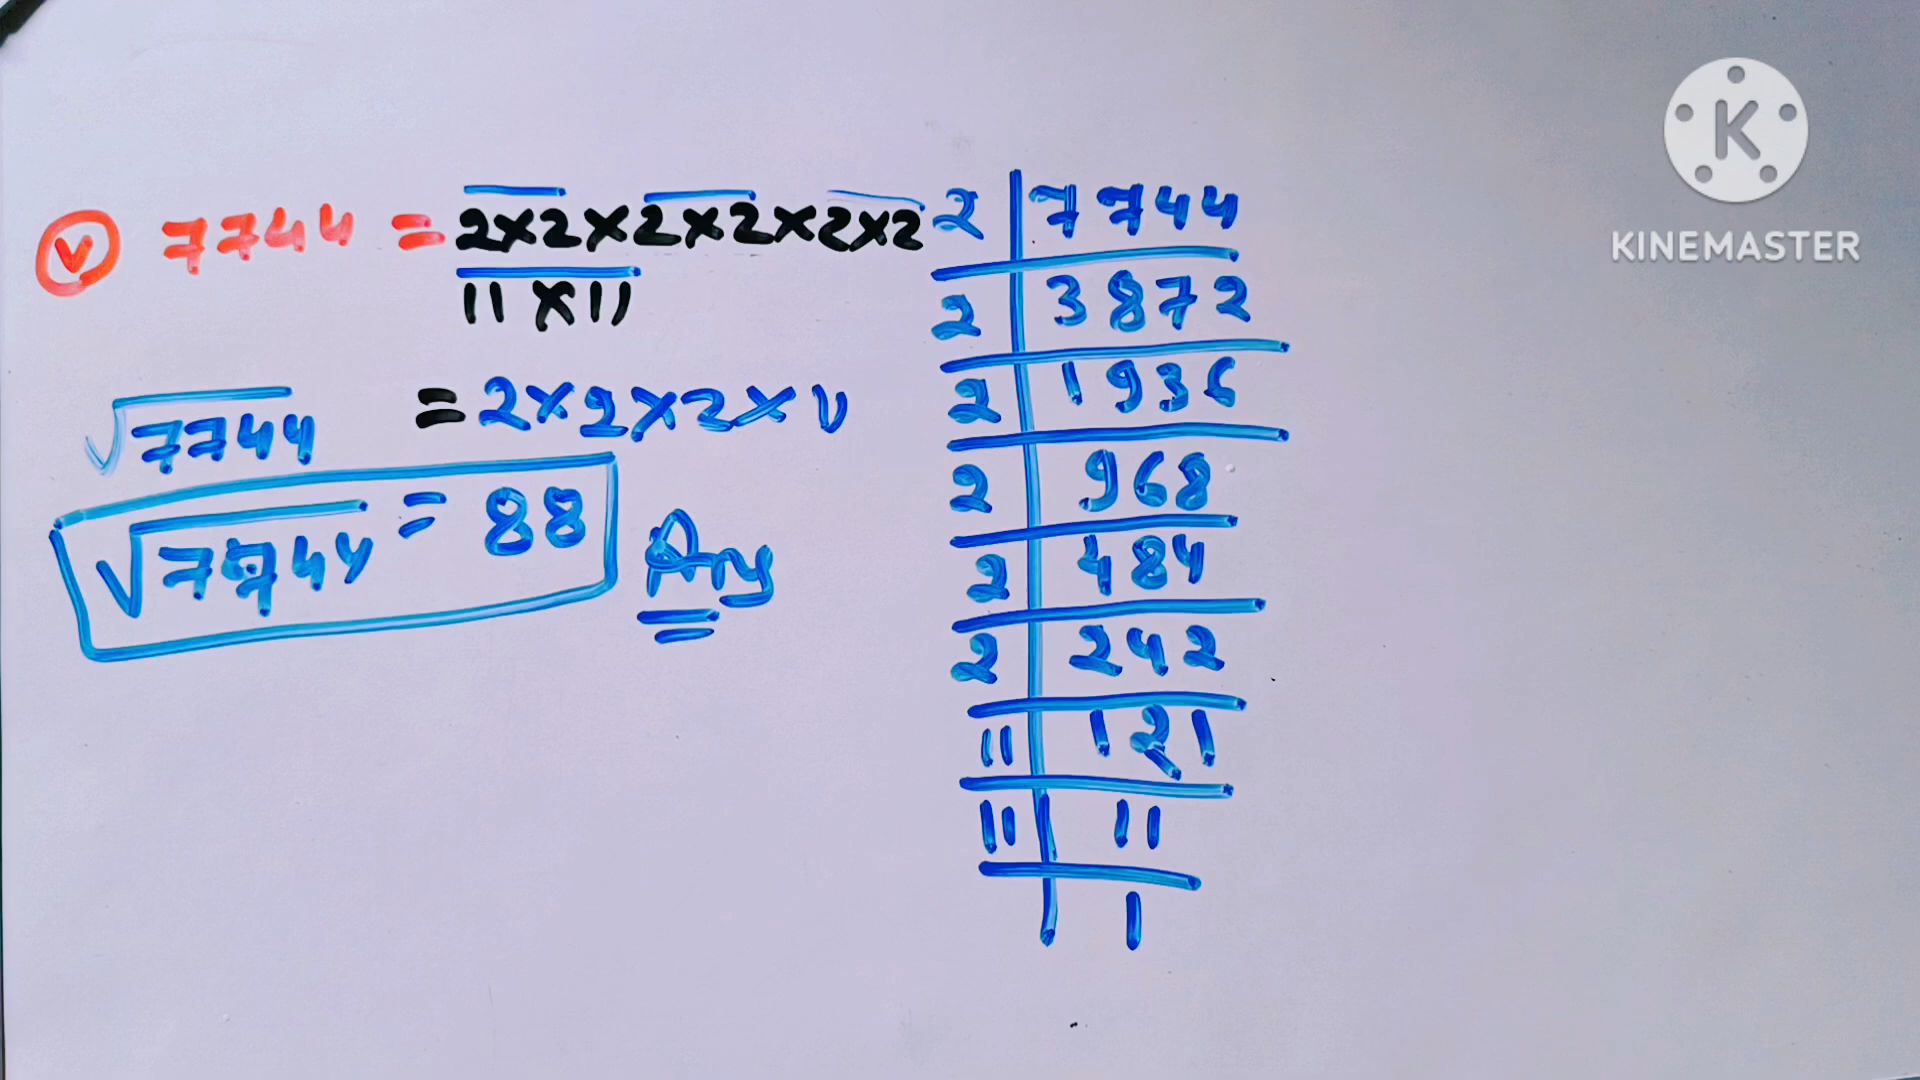 v 7744 = 2×2×2×2×2×2
11×11
√7744 = 2×2×2×11
√7744 = 88 Ans
2 | 7744
2 | 3872
2 | 1936
2 | 968
2 | 484
2 | 242
11 | 121
11 | 11
| 1
K
KINEMASTER